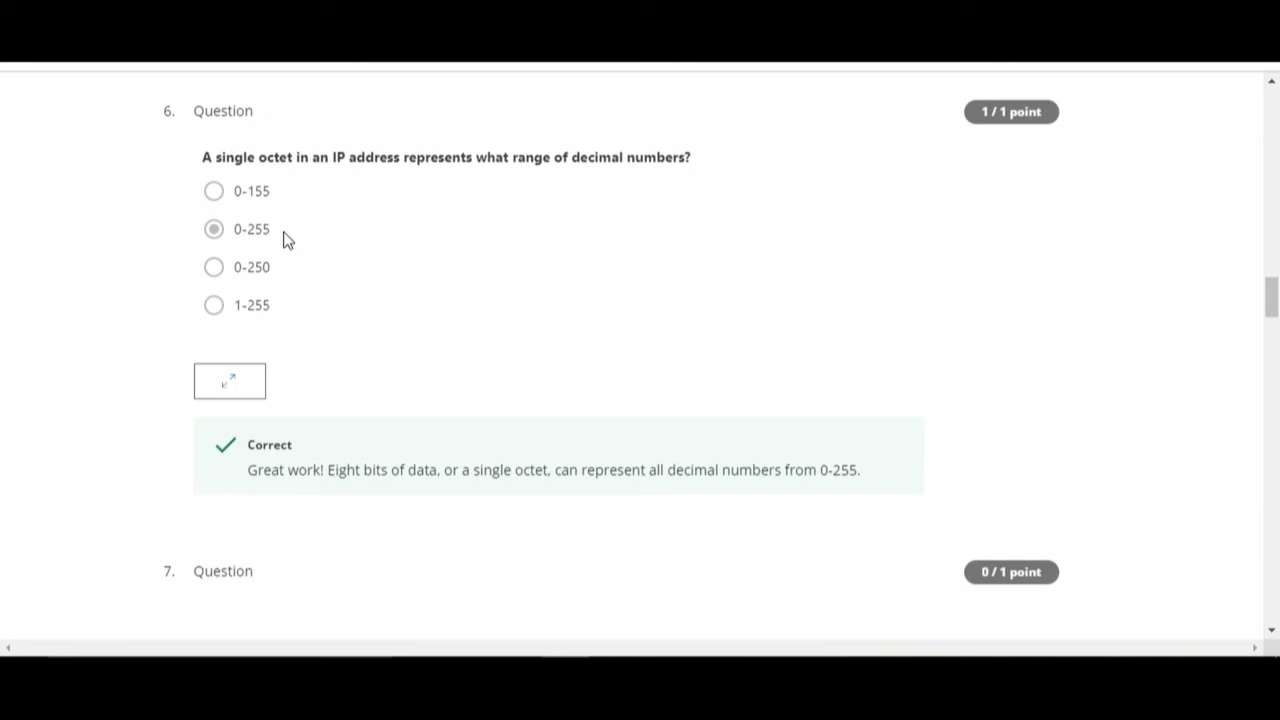 6. Question
1 / 1 point
A single octet in an IP address represents what range of decimal numbers?
0-155
0-255
0-250
1-255
Correct
Great work! Eight bits of data, or a single octet, can represent all decimal numbers from 0-255.
7. Question
0 / 1 point